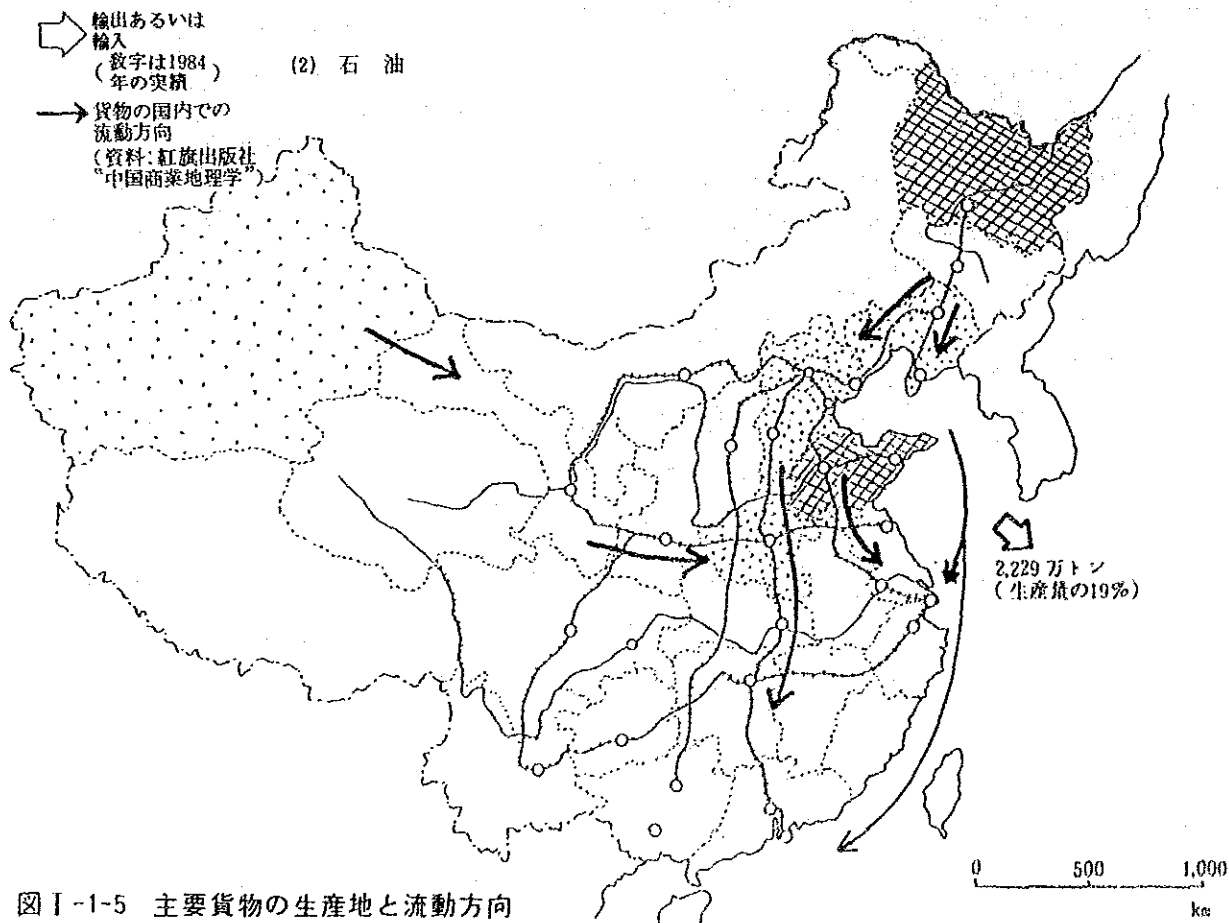 輸出あるいは
輸入
(数字は1984
年の実績)
(2) 石 油
貨物の国内での
流動方向
(資料:紅旗出版社
"中国商業地理学")
2,229 万トン
(生産量の19%)
0 500 1,000
km
図Ⅰ-1-5 主要貨物の生産地と流動方向